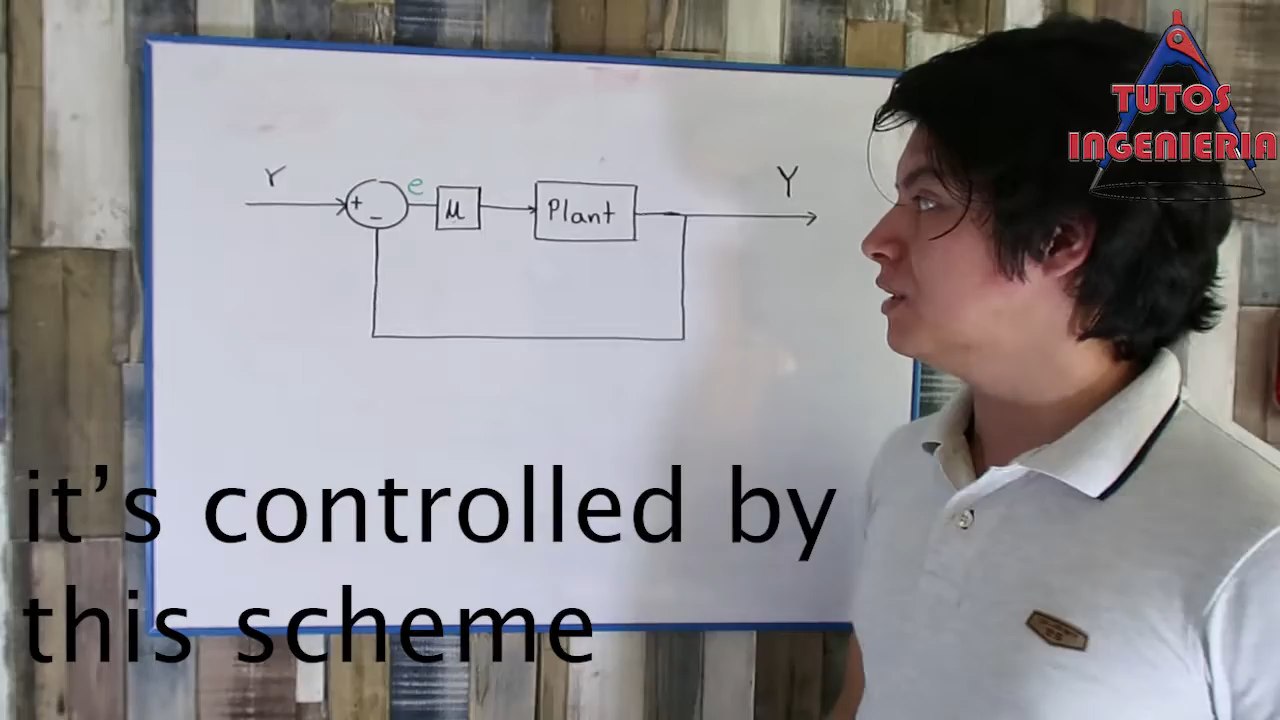 TUTOS
INGENIERIA
r
+
-
e
μ
Plant
Y
it's controlled by
this scheme